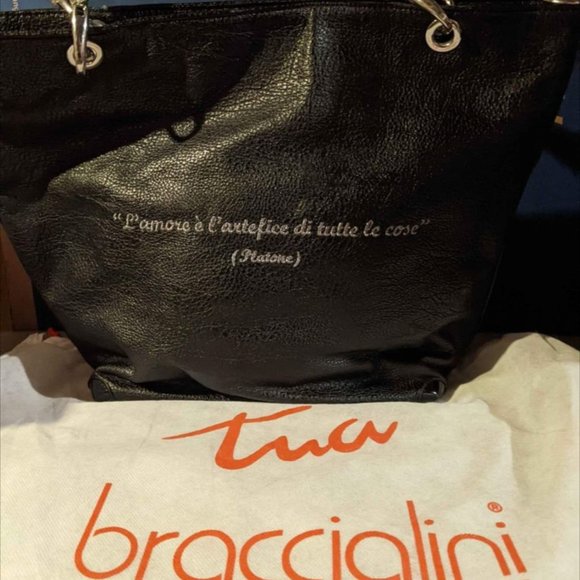 “L'amore è l'artefice di tutte le cose”
(Platone)
tua
braccialini®